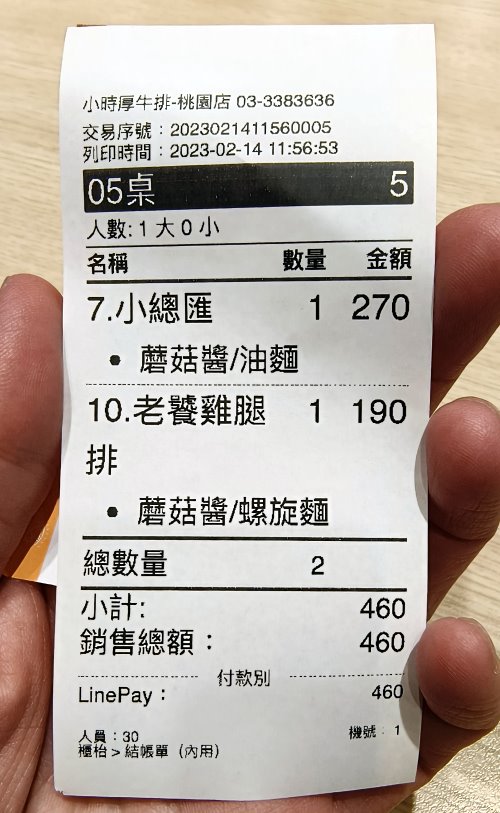 小時厚牛排-桃園店 03-3383636
交易序號：2023021411560005
列印時間：2023-02-14 11:56:53
05桌 5
人數: 1 大 0 小
名稱 數量 金額
7.小總匯 1 270
• 蘑菇醬/油麵
10.老饕雞腿 1 190
排
• 蘑菇醬/螺旋麵
總數量 2
小計: 460
銷售總額： 460
付款別
LinePay： 460
人員：30 機號： 1
櫃枱 > 結帳單（內用）